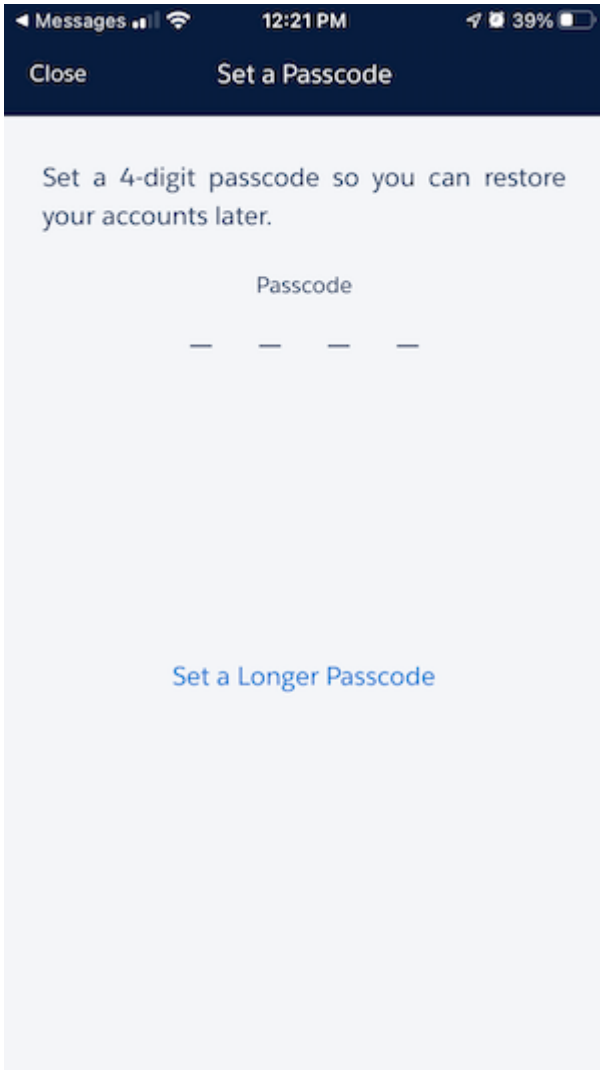 Messages 12:21 PM 39%
Close Set a Passcode
Set a 4-digit passcode so you can restore
your accounts later.
Passcode
Set a Longer Passcode